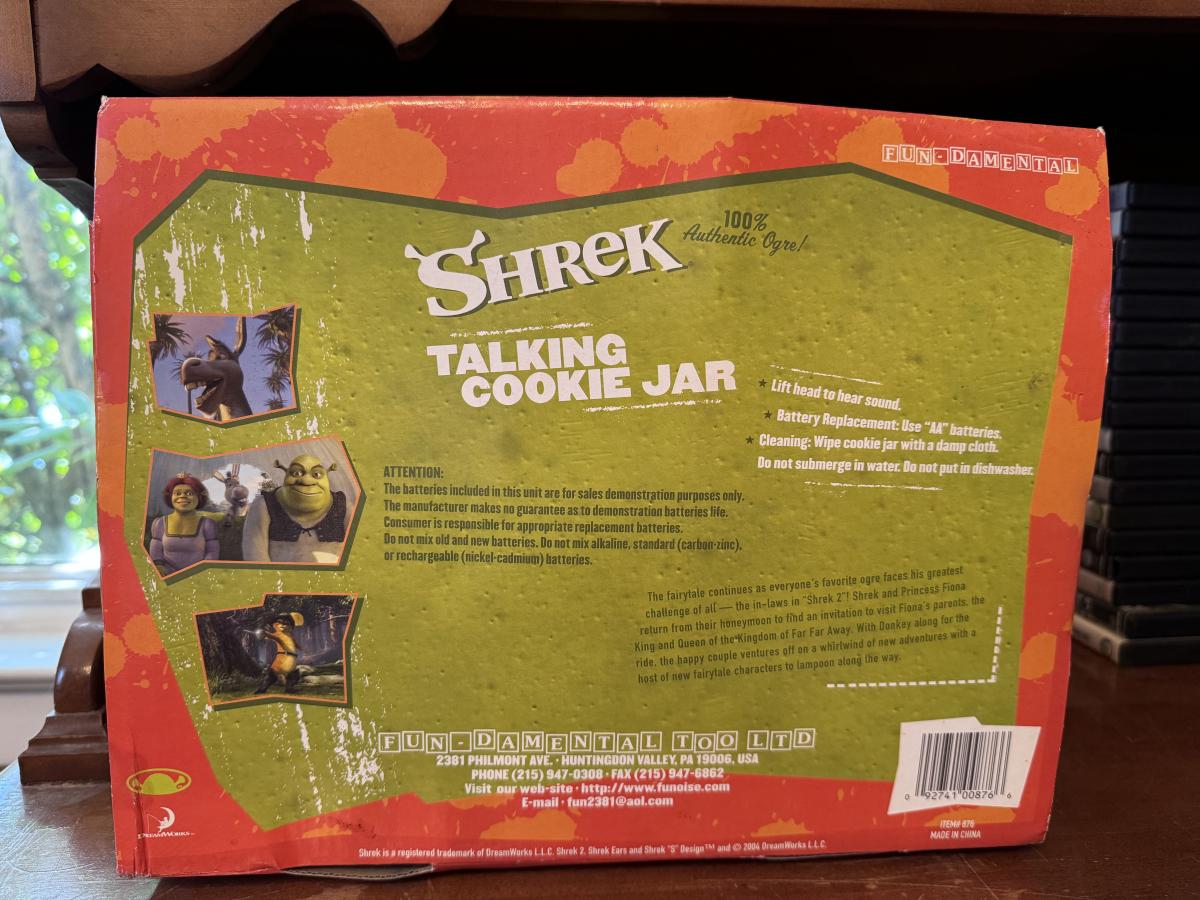 FUN-DAMENTAL
SHREK
100%
Authentic Ogre!
TALKING
COOKIE JAR
★ Lift head to hear sound.
★ Battery Replacement: Use "AA" batteries.
★ Cleaning: Wipe cookie jar with a damp cloth.
Do not submerge in water. Do not put in dishwasher.
ATTENTION:
The batteries included in this unit are for sales demonstration purposes only.
The manufacturer makes no guarantee as to demonstration batteries life.
Consumer is responsible for appropriate replacement batteries.
Do not mix old and new batteries. Do not mix alkaline, standard (carbon-zinc),
or rechargeable (nickel-cadmium) batteries.
The fairytale continues as everyone's favorite ogre faces his greatest
challenge of all — the in-laws in "Shrek 2"! Shrek and Princess Fiona
return from their honeymoon to find an invitation to visit Fiona's parents, the
King and Queen of the Kingdom of Far Far Away. With Donkey along for the
ride, the happy couple ventures off on a whirlwind of new adventures with a
host of new fairytale characters to lampoon along the way.
FUN-DAMENTAL TOO LTD
2381 PHILMONT AVE. · HUNTINGDON VALLEY, PA 19006, USA
PHONE (215) 947-0308 · FAX (215) 947-6862
Visit our web-site · http://www.funoise.com
E-mail · fun2381@aol.com
0 92741 00876 6
ITEM# 876
MADE IN CHINA
DREAMWORKS
Shrek is a registered trademark of DreamWorks L.L.C. Shrek 2, Shrek Ears and Shrek "S" Design™ and © 2004 DreamWorks L.L.C.